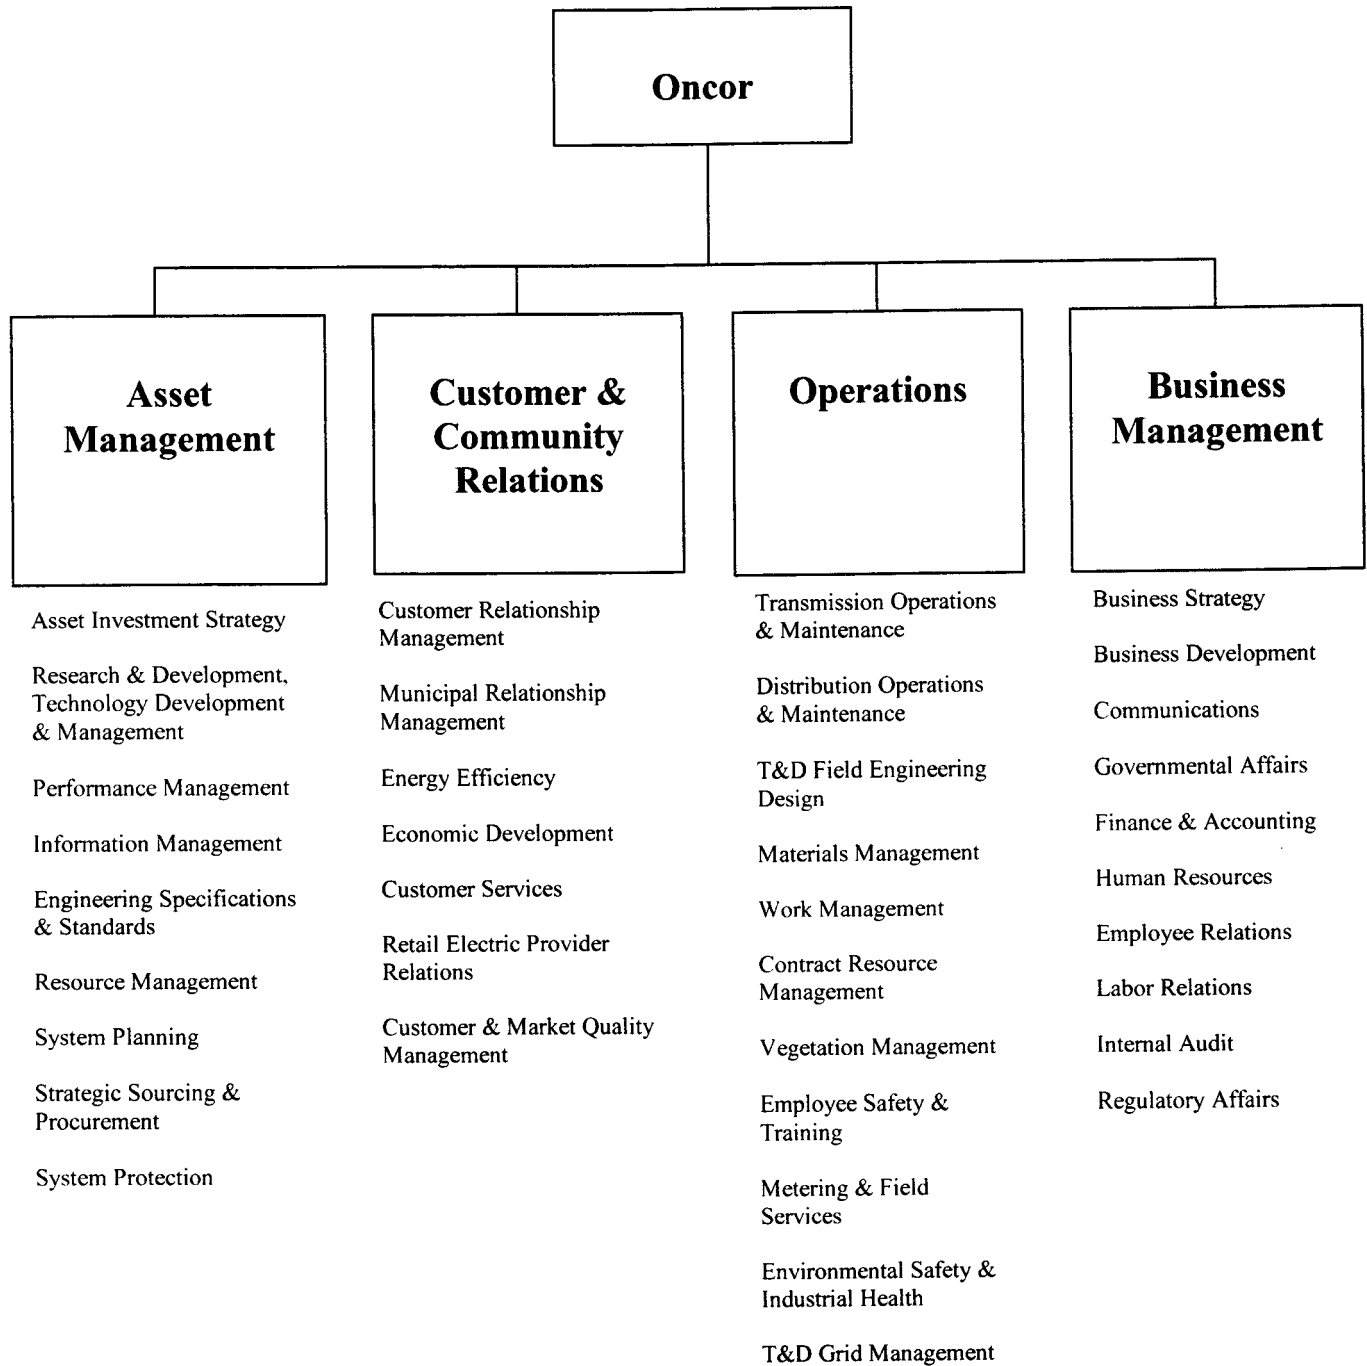 Oncor
Asset
Management
Customer &
Community
Relations
Operations
Business
Management
Asset Investment Strategy
Research & Development,
Technology Development
& Management
Performance Management
Information Management
Engineering Specifications
& Standards
Resource Management
System Planning
Strategic Sourcing &
Procurement
System Protection
Customer Relationship
Management
Municipal Relationship
Management
Energy Efficiency
Economic Development
Customer Services
Retail Electric Provider
Relations
Customer & Market Quality
Management
Transmission Operations
& Maintenance
Distribution Operations
& Maintenance
T&D Field Engineering
Design
Materials Management
Work Management
Contract Resource
Management
Vegetation Management
Employee Safety &
Training
Metering & Field
Services
Environmental Safety &
Industrial Health
T&D Grid Management
Business Strategy
Business Development
Communications
Governmental Affairs
Finance & Accounting
Human Resources
Employee Relations
Labor Relations
Internal Audit
Regulatory Affairs